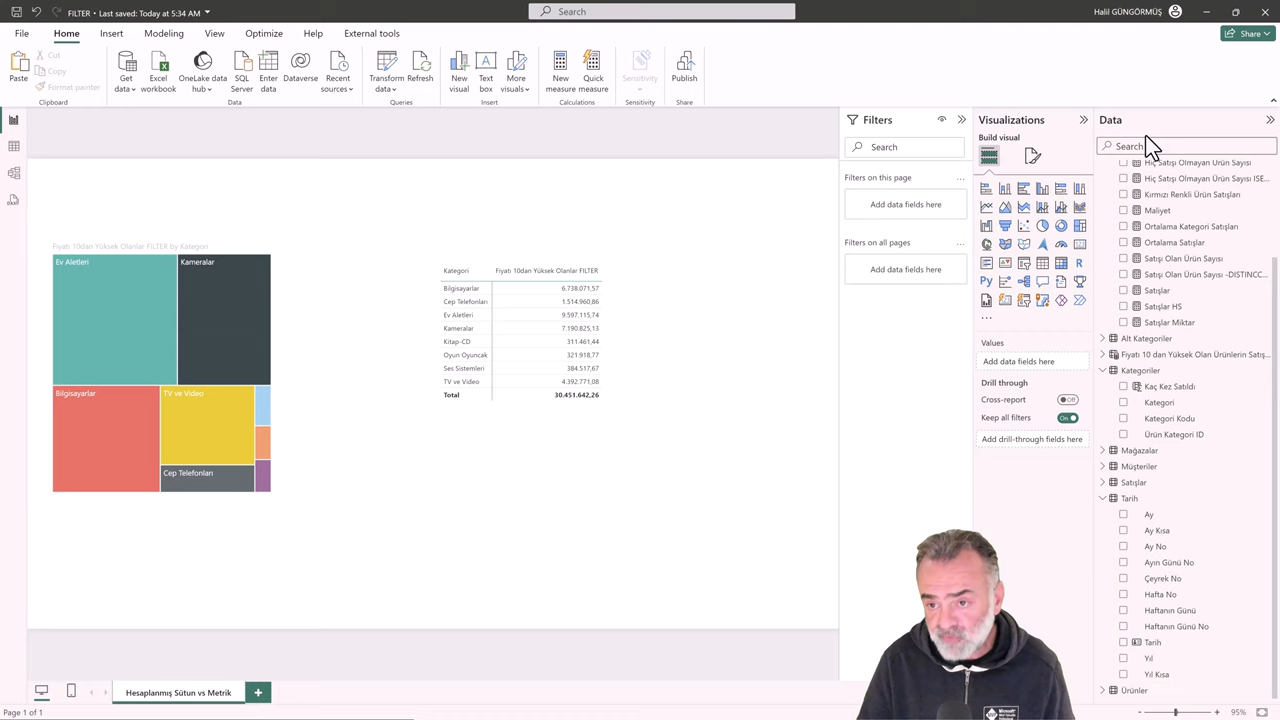 FILTER • Last saved: Today at 5:34 AM
Search
Halil GÜNGÖRMÜŞ
File
Home
Insert
Modeling
View
Optimize
Help
External tools
Share
Paste
Cut
Copy
Format painter
Get data
Excel workbook
OneLake data hub
SQL Server
Enter data
Dataverse
Recent sources
Transform data
Refresh
New visual
Text box
More visuals
New measure
Quick measure
Sensitivity
Publish
Clipboard
Data
Queries
Insert
Calculations
Sensitivity
Share
Fiyatı 10dan Yüksek Olanlar FILTER by Kategori
Ev Aletleri
Kameralar
Bilgisayarlar
TV ve Video
Cep Telefonları
Kategori Fiyatı 10dan Yüksek Olanlar FILTER
Bilgisayarlar 6.738.071,57
Cep Telefonları 1.514.960,86
Ev Aletleri 9.597.115,74
Kameralar 7.190.825,13
Kitap-CD 311.461,44
Oyun Oyuncak 321.918,77
Ses Sistemleri 384.517,67
TV ve Video 4.392.771,08
Total 30.451.642,26
Filters
Search
Filters on this page
Add data fields here
Filters on all pages
Add data fields here
Visualizations
Build visual
R
Py
Values
Add data fields here
Drill through
Cross-report
Off
Keep all filters
On
Add drill-through fields here
Data
Search
Hiç Satışı Olmayan Ürün Sayısı
Hiç Satışı Olmayan Ürün Sayısı ISE...
Kırmızı Renkli Ürün Satışları
Maliyet
Ortalama Kategori Satışları
Ortalama Satışlar
Satışı Olan Ürün Sayısı
Satışı Olan Ürün Sayısı -DISTINCC...
Satışlar
Satışlar HS
Satışlar Miktar
Alt Kategoriler
Fiyatı 10 dan Yüksek Olan Ürünlerin Satış...
Kategoriler
Kaç Kez Satıldı
Kategori
Kategori Kodu
Ürün Kategori ID
Mağazalar
Müşteriler
Satışlar
Tarih
Ay
Ay Kısa
Ay No
Ayın Günü No
Çeyrek No
Hafta No
Haftanın Günü
Haftanın Günü No
Tarih
Yıl
Yıl Kısa
Ürünler
Hesaplanmış Sütun vs Metrik
Page 1 of 1
95%